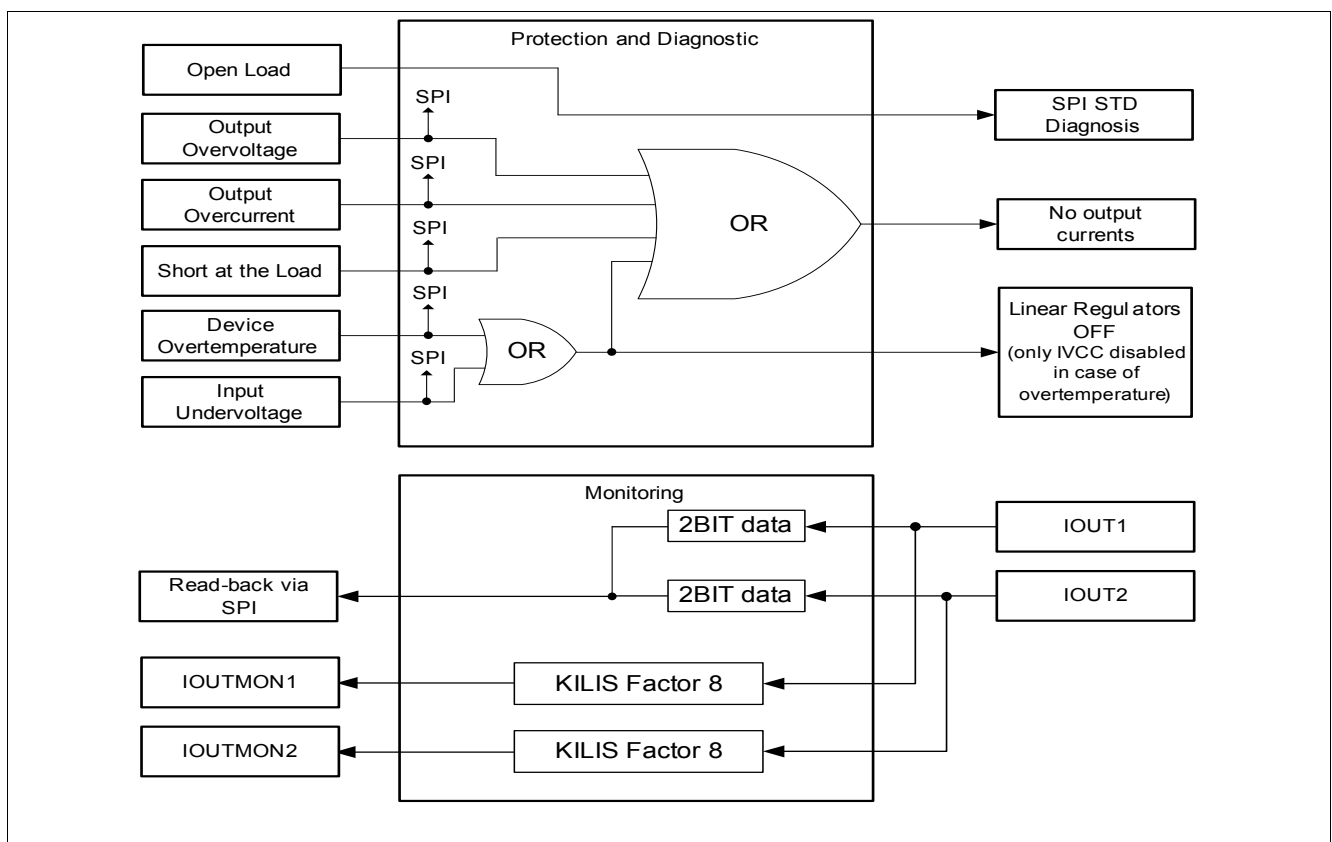 Protection and Diagnostic
Open Load
SPI
SPI STD
Diagnosis
Output
Overvoltage
SPI
Output
Overcurrent
OR
No output
currents
SPI
Short at the Load
SPI
Device
Overtemperature
OR
SPI
Linear Regulators
OFF
(only IVCC disabled
in case of
overtemperature)
Input
Undervoltage
Monitoring
2BIT data
IOUT1
Read-back via
SPI
2BIT data
IOUT2
IOUTMON1
KILIS Factor 8
IOUTMON2
KILIS Factor 8